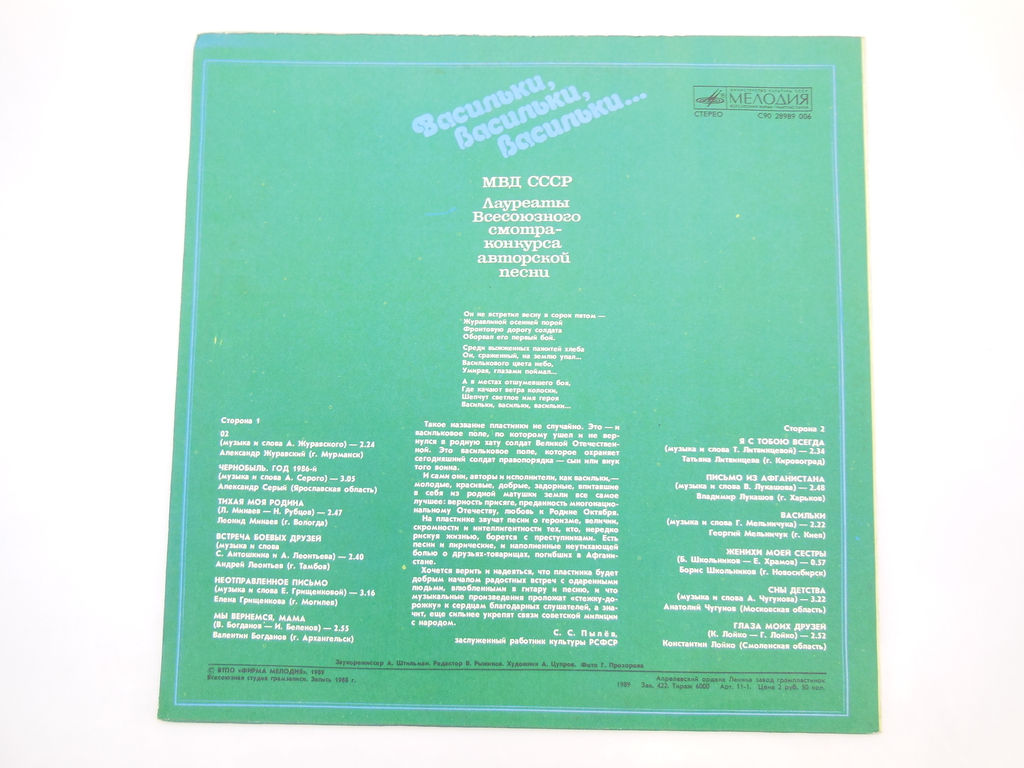 Васильки,
Васильки,
Васильки...
МЕЛОДИЯ
СТЕРЕО С90 28989 006
МВД СССР
Лауреаты
Всесоюзного
смотра-
конкурса
авторской
песни
Он не встретил весну в сорок пятом —
Журавлиной осенней порой
Фронтовую дорогу солдата
Оборвал его первый бой.
Среди выжженных пажитей хлеба
Он, сраженный, на землю упал...
Василькового цвета небо,
Умирая, глазами поймал...
А в местах отшумевшего боя,
Где качают ветра колоски,
Шепчут светлое имя героя
Васильки, васильки, васильки...
Сторона 1
02
(музыка и слова А. Журавского) — 2.24
Александр Журавский (г. Мурманск)
ЧЕРНОБЫЛЬ. ГОД 1986-й
(музыка и слова А. Серого) — 3.05
Александр Серый (Ярославская область)
ТИХАЯ МОЯ РОДИНА
(Л. Минаев — Н. Рубцов) — 2.47
Леонид Минаев (г. Вологда)
ВСТРЕЧА БОЕВЫХ ДРУЗЕЙ
(музыка и слова
С. Антошкина и А. Леонтьева) — 2.40
Андрей Леонтьев (г. Тамбов)
НЕОТПРАВЛЕННОЕ ПИСЬМО
(музыка и слова Е. Грищенковой) — 3.16
Елена Грищенкова (г. Могилев)
МЫ ВЕРНЕМСЯ, МАМА
(В. Богданов — И. Беленов) — 2.55
Валентин Богданов (г. Архангельск)
Такое название пластинки не случайно. Это — и
васильковое поле, по которому ушел и не вер-
нулся в родную хату солдат Великой Отечествен-
ной. Это васильковое поле, которое охраняет
сегодняшний солдат правопорядка — сын или внук
того воина.
И сами они, авторы и исполнители, как васильки, —
молодые, красивые, добрые, задорные, впитавшие
в себя из родной матушки земли все самое
лучшее: верность присяге, преданность многонацио-
нальному Отечеству, любовь к Родине Октября.
На пластинке звучат песни о героизме, величии,
скромности и интеллигентности тех, кто, нередко
рискуя жизнью, борется с преступниками. Есть
песни и лирические, и наполненные неутихающей
болью о друзьях-товарищах, погибших в Афгани-
стане.
Хочется верить и надеяться, что пластинка будет
добрым началом радостных встреч с одаренными
людьми, влюбленными в гитару и песню, и что
музыкальные произведения проложат «стежку-до-
рожку» к сердцам благодарных слушателей, а зна-
чит, еще сильнее укрепят связи советской милиции
с народом.
С. С. Пылёв,
заслуженный работник культуры РСФСР
Сторона 2
Я С ТОБОЮ ВСЕГДА
(музыка и слова Т. Литвинцевой) — 2.34
Татьяна Литвинцева (г. Кировоград)
ПИСЬМО ИЗ АФГАНИСТАНА
(музыка и слова В. Лукашова) — 2.48
Владимир Лукашов (г. Харьков)
ВАСИЛЬКИ
(музыка и слова Г. Мельничука) — 2.22
Георгий Мельничук (г. Киев)
ЖЕНИХИ МОЕЙ СЕСТРЫ
(Б. Школьников — Е. Храмов) — 0.57
Борис Школьников (г. Новосибирск)
СНЫ ДЕТСТВА
(музыка и слова А. Чугунова) — 3.22
Анатолий Чугунов (Московская область)
ГЛАЗА МОИХ ДРУЗЕЙ
(К. Лойко — Г. Лойко) — 2.52
Константин Лойко (Смоленская область)
Звукорежиссер А. Штильман. Редактор В. Рыжиков. Художник А. Цупров. Фото Г. Прохорова
© ВТПО «ФИРМА МЕЛОДИЯ», 1989
Всесоюзная студия грамзаписи. Запись 1988 г.
Апрелевский ордена Ленина завод грампластинок
1989 Зак. 422. Тираж 6000 Арт. 11-1. Цена 2 руб. 50 коп.